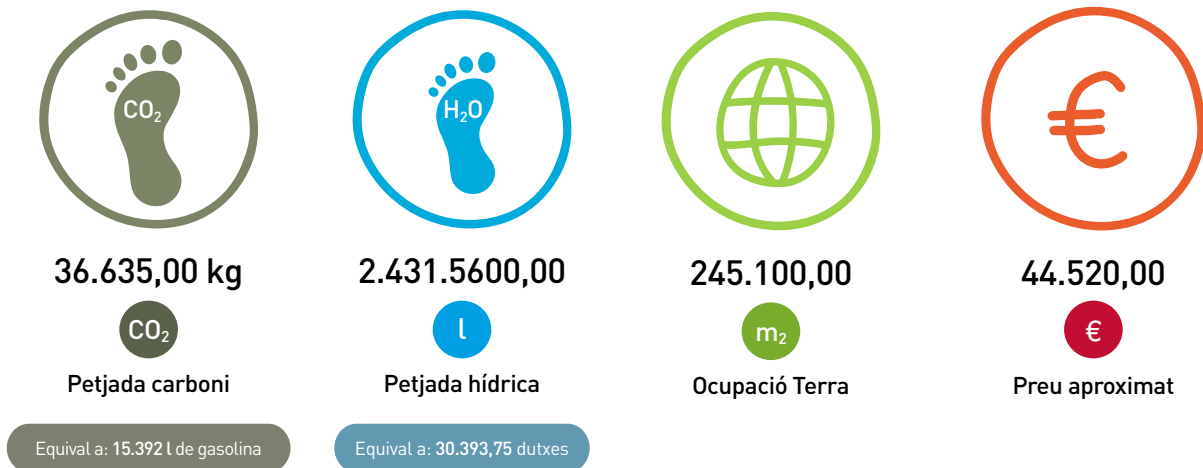 CO₂
36.635,00 kg
CO₂
Petjada carboni
Equival a: 15.392 l de gasolina
H₂O
2.431.5600,00
l
Petjada hídrica
Equival a: 30.393,75 dutxes
245.100,00
m₂
Ocupació Terra
€
44.520,00
€
Preu aproximat